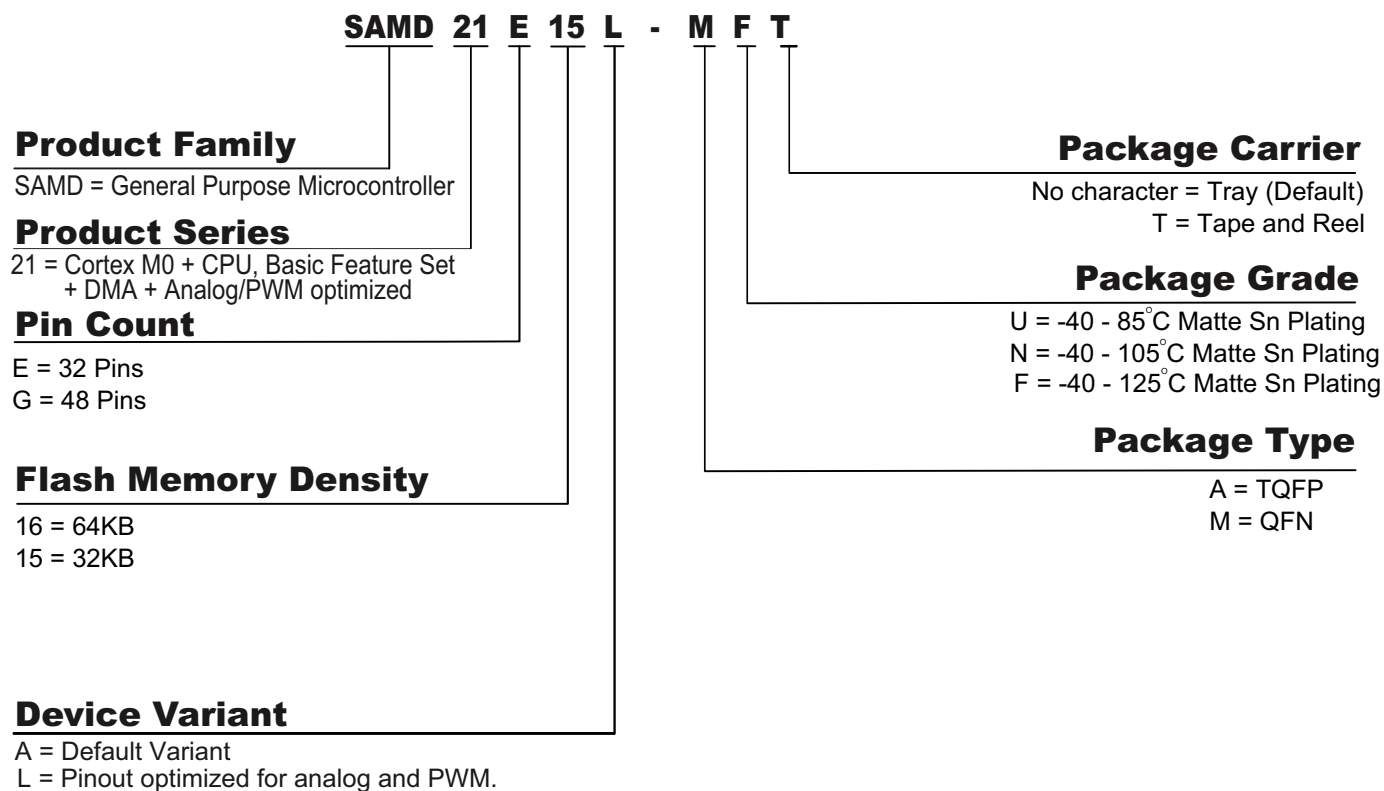 SAMD 21 E 15 L - M F T
Product Family
SAMD = General Purpose Microcontroller
Product Series
21 = Cortex M0 + CPU, Basic Feature Set
+ DMA + Analog/PWM optimized
Pin Count
E = 32 Pins
G = 48 Pins
Flash Memory Density
16 = 64KB
15 = 32KB
Device Variant
A = Default Variant
L = Pinout optimized for analog and PWM.
Package Carrier
No character = Tray (Default)
T = Tape and Reel
Package Grade
U = -40 - 85°C Matte Sn Plating
N = -40 - 105°C Matte Sn Plating
F = -40 - 125°C Matte Sn Plating
Package Type
A = TQFP
M = QFN